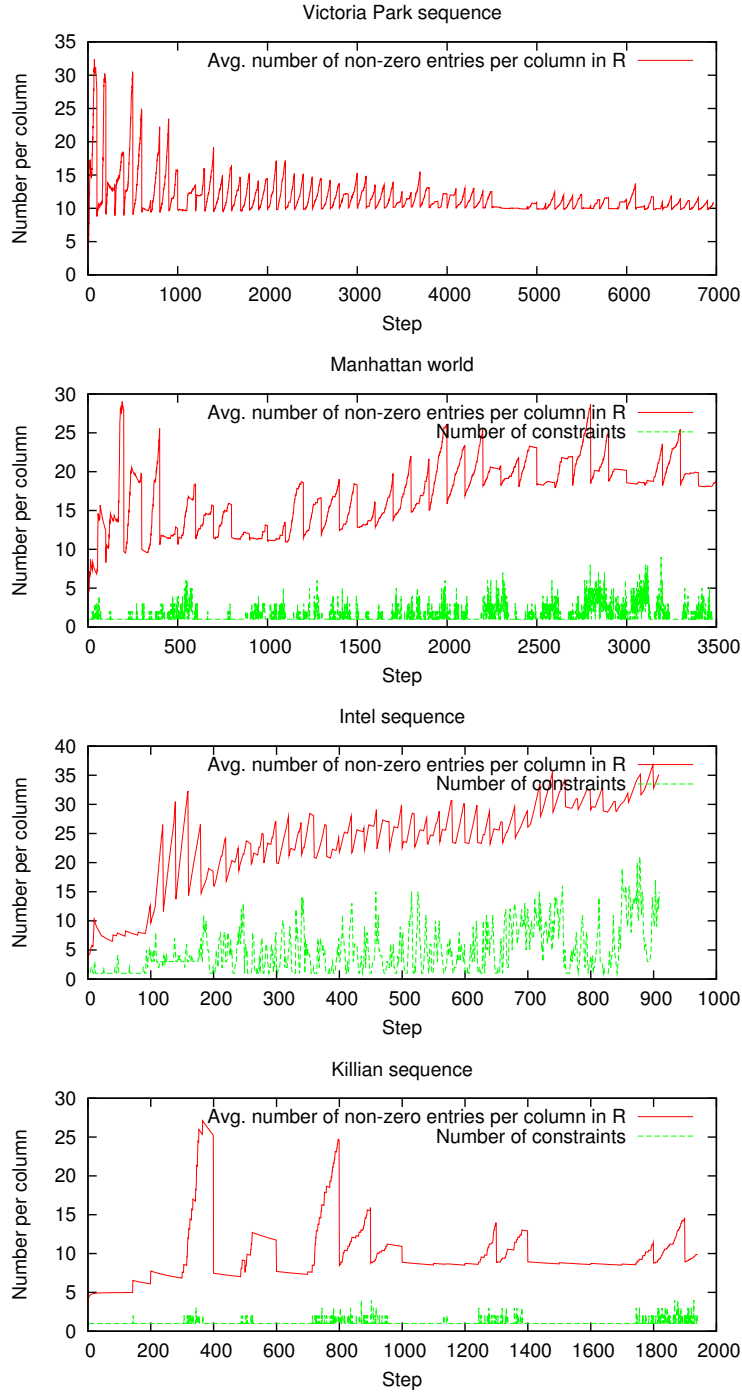 Victoria Park sequence
35
30
25
20
15
10
5
0
Number per column
Avg. number of non-zero entries per column in R
0 1000 2000 3000 4000 5000 6000 7000
Step
Manhattan world
30
25
20
15
10
5
0
Number per column
Avg. number of non-zero entries per column in R
Number of constraints
0 500 1000 1500 2000 2500 3000 3500
Step
Intel sequence
40
35
30
25
20
15
10
5
0
Number per column
Avg. number of non-zero entries per column in R
Number of constraints
0 100 200 300 400 500 600 700 800 900 1000
Step
Killian sequence
30
25
20
15
10
5
0
Number per column
Avg. number of non-zero entries per column in R
Number of constraints
0 200 400 600 800 1000 1200 1400 1600 1800 2000
Step